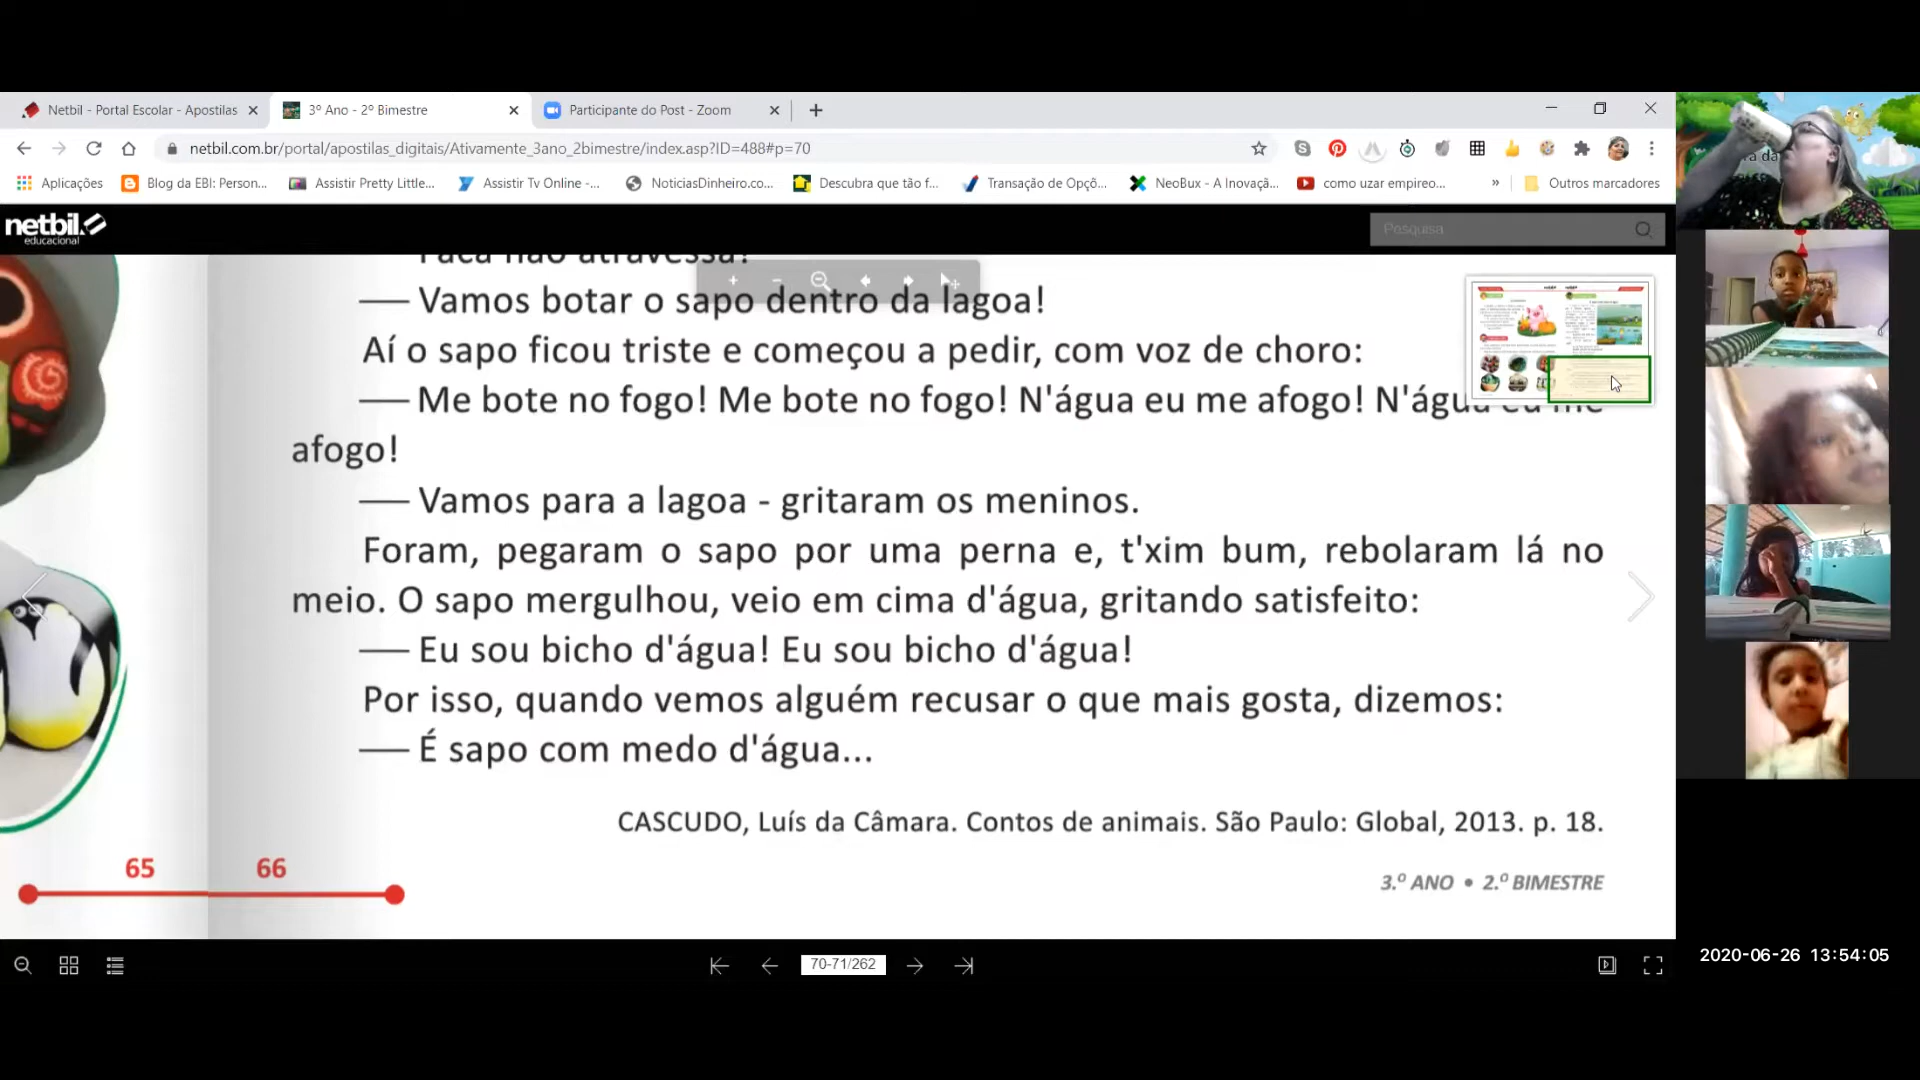 Netbil - Portal Escolar - Apostilas
3º Ano - 2º Bimestre
Participante do Post - Zoom
netbil.com.br/portal/apostilas_digitais/Ativamente_3ano_2bimestre/index.asp?ID=488#p=70
Aplicações
Blog da EBI: Person...
Assistir Pretty Little...
Assistir Tv Online -...
NoticiasDinheiro.co...
Descubra que tão f...
Transação de Opçõ...
NeoBux - A Inovaçã...
como uzar empireo...
»
Outros marcadores
netbil
educacional
Pesquisa
não atravessa!
— Vamos botar o sapo dentro da lagoa!
Aí o sapo ficou triste e começou a pedir, com voz de choro:
— Me bote no fogo! Me bote no fogo! N'água eu me afogo! N'água eu me
afogo!
— Vamos para a lagoa - gritaram os meninos.
Foram, pegaram o sapo por uma perna e, t'xim bum, rebolaram lá no
meio. O sapo mergulhou, veio em cima d'água, gritando satisfeito:
— Eu sou bicho d'água! Eu sou bicho d'água!
Por isso, quando vemos alguém recusar o que mais gosta, dizemos:
— É sapo com medo d'água...
CASCUDO, Luís da Câmara. Contos de animais. São Paulo: Global, 2013. p. 18.
65
66
3.º ANO • 2.º BIMESTRE
70-71/262
2020-06-26 13:54:05